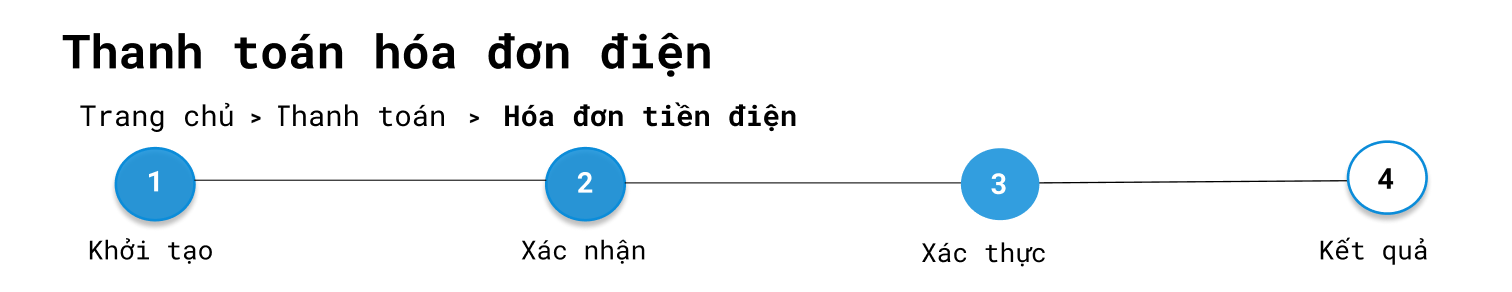 Thanh toán hóa đơn điện
Trang chủ > Thanh toán > Hóa đơn tiền điện
1 2 3 4
Khởi tạo Xác nhận Xác thực Kết quả